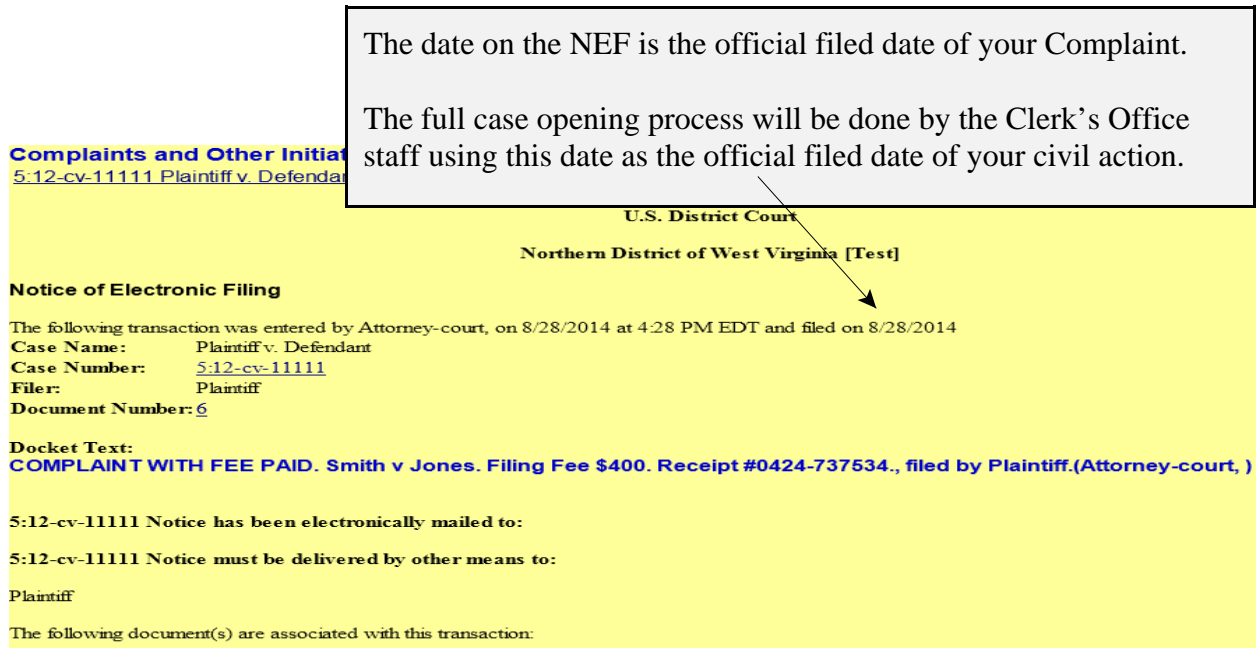 The date on the NEF is the official filed date of your Complaint.
The full case opening process will be done by the Clerk's Office
staff using this date as the official filed date of your civil action.
Complaints and Other Initiat
5:12-cv-11111 Plaintiff v. Defendan
U.S. District Court
Northern District of West Virginia [Test]
Notice of Electronic Filing
The following transaction was entered by Attorney-court, on 8/28/2014 at 4:28 PM EDT and filed on 8/28/2014
Case Name: Plaintiff v. Defendant
Case Number: 5:12-cv-11111
Filer: Plaintiff
Document Number: 6
Docket Text:
COMPLAINT WITH FEE PAID. Smith v Jones. Filing Fee $400. Receipt #0424-737534., filed by Plaintiff.(Attorney-court, )
5:12-cv-11111 Notice has been electronically mailed to:
5:12-cv-11111 Notice must be delivered by other means to:
Plaintiff
The following document(s) are associated with this transaction: